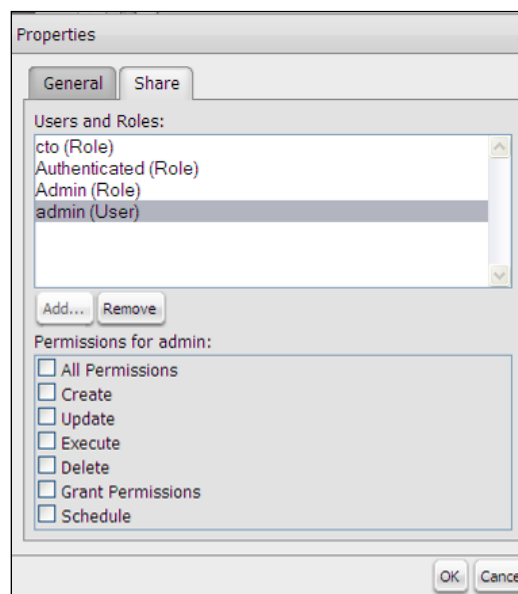 Properties
General Share
Users and Roles:
cto (Role)
Authenticated (Role)
Admin (Role)
admin (User)
Add... Remove
Permissions for admin:
All Permissions
Create
Update
Execute
Delete
Grant Permissions
Schedule
OK Cance